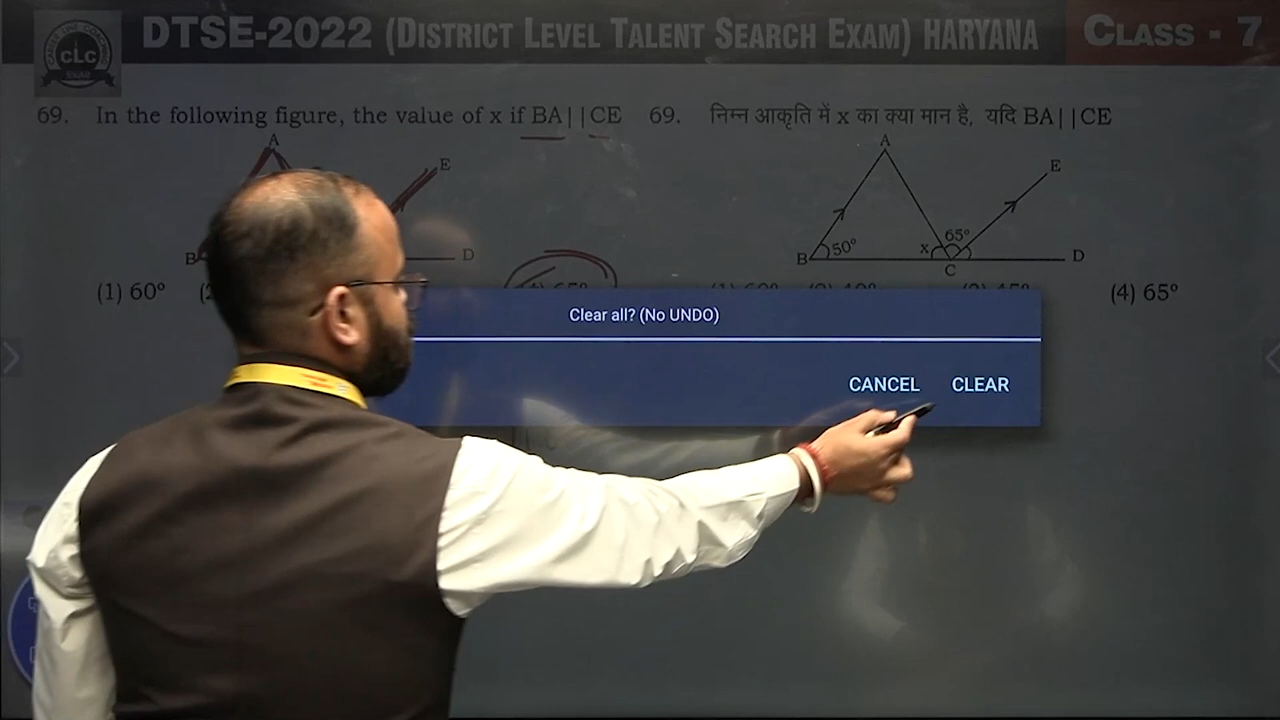 DTSE-2022 (DISTRICT LEVEL TALENT SEARCH EXAM) HARYANA
CLASS - 7
CLC
69. In the following figure, the value of x if BA||CE
A
E
B
D
(1) 60°
69. निम्न आकृति में x का क्या मान है, यदि BA||CE
A
E
65°
50°
x
B
C
D
(4) 65°
Clear all? (No UNDO)
CANCEL CLEAR